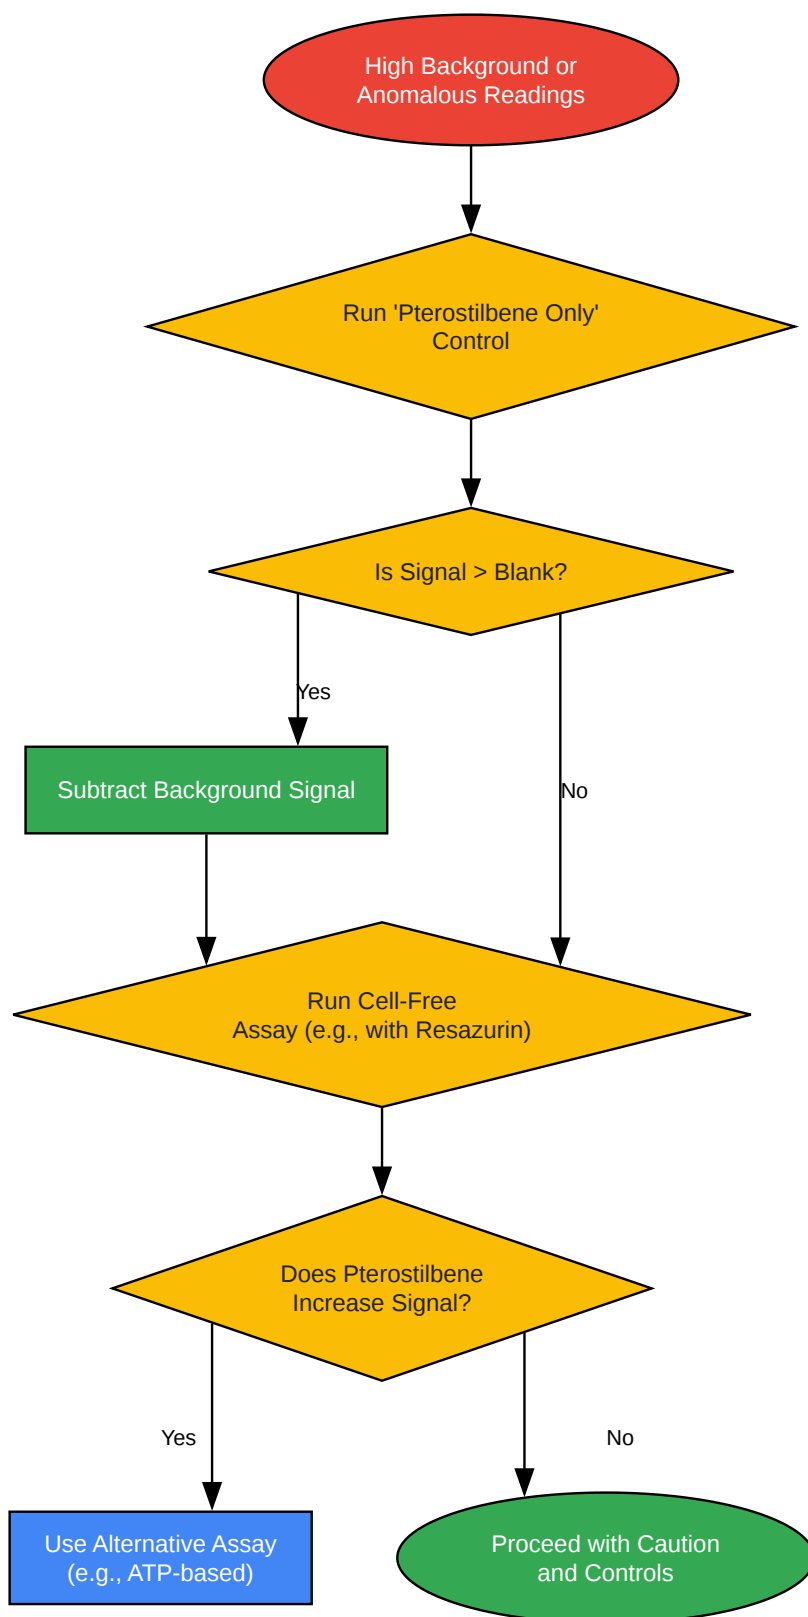 High Background or
Anomalous Readings
Run 'Pterostilbene Only'
Control
Is Signal > Blank?
Yes
Subtract Background Signal
No
Run Cell-Free
Assay (e.g., with Resazurin)
Does Pterostilbene
Increase Signal?
Yes
No
Use Alternative Assay
(e.g., ATP-based)
Proceed with Caution
and Controls